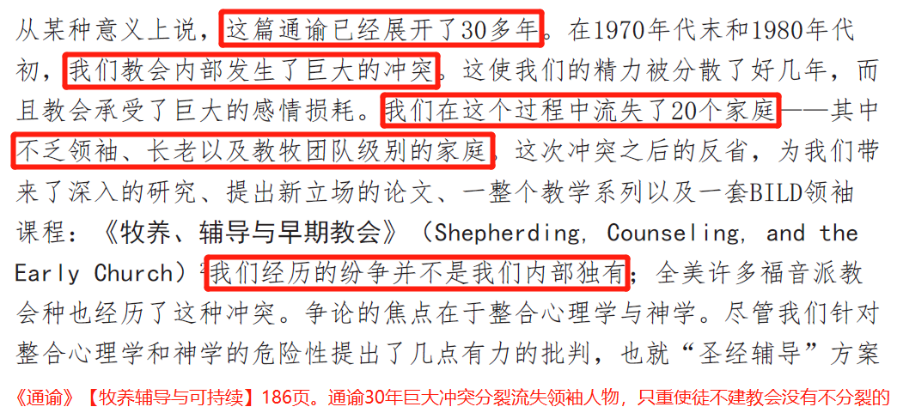 从某种意义上说，这篇通谕已经展开了30多年。在1970年代末和1980年代
初，我们教会内部发生了巨大的冲突。这使我们的精力被分散了好几年，而
且教会承受了巨大的感情损耗。我们在这个过程中流失了20个家庭——其中
不乏领袖、长老以及教牧团队级别的家庭。这次冲突之后的反省，为我们带
来了深入的研究、提出新立场的论文、一整个教学系列以及一套BILD领袖
课程：《牧养、辅导与早期教会》（Shepherding, Counseling, and the
Early Church）我们经历的纷争并不是我们内部独有；全美许多福音派教
会种也经历了这种冲突。争论的焦点在于整合心理学与神学。尽管我们针对
整合心理学和神学的危险性提出了几点有力的批判，也就“圣经辅导”方案
《通谕》【牧养辅导与可持续】186页。通谕30年巨大冲突分裂流失领袖人物，只重使徒不建教会没有不分裂的